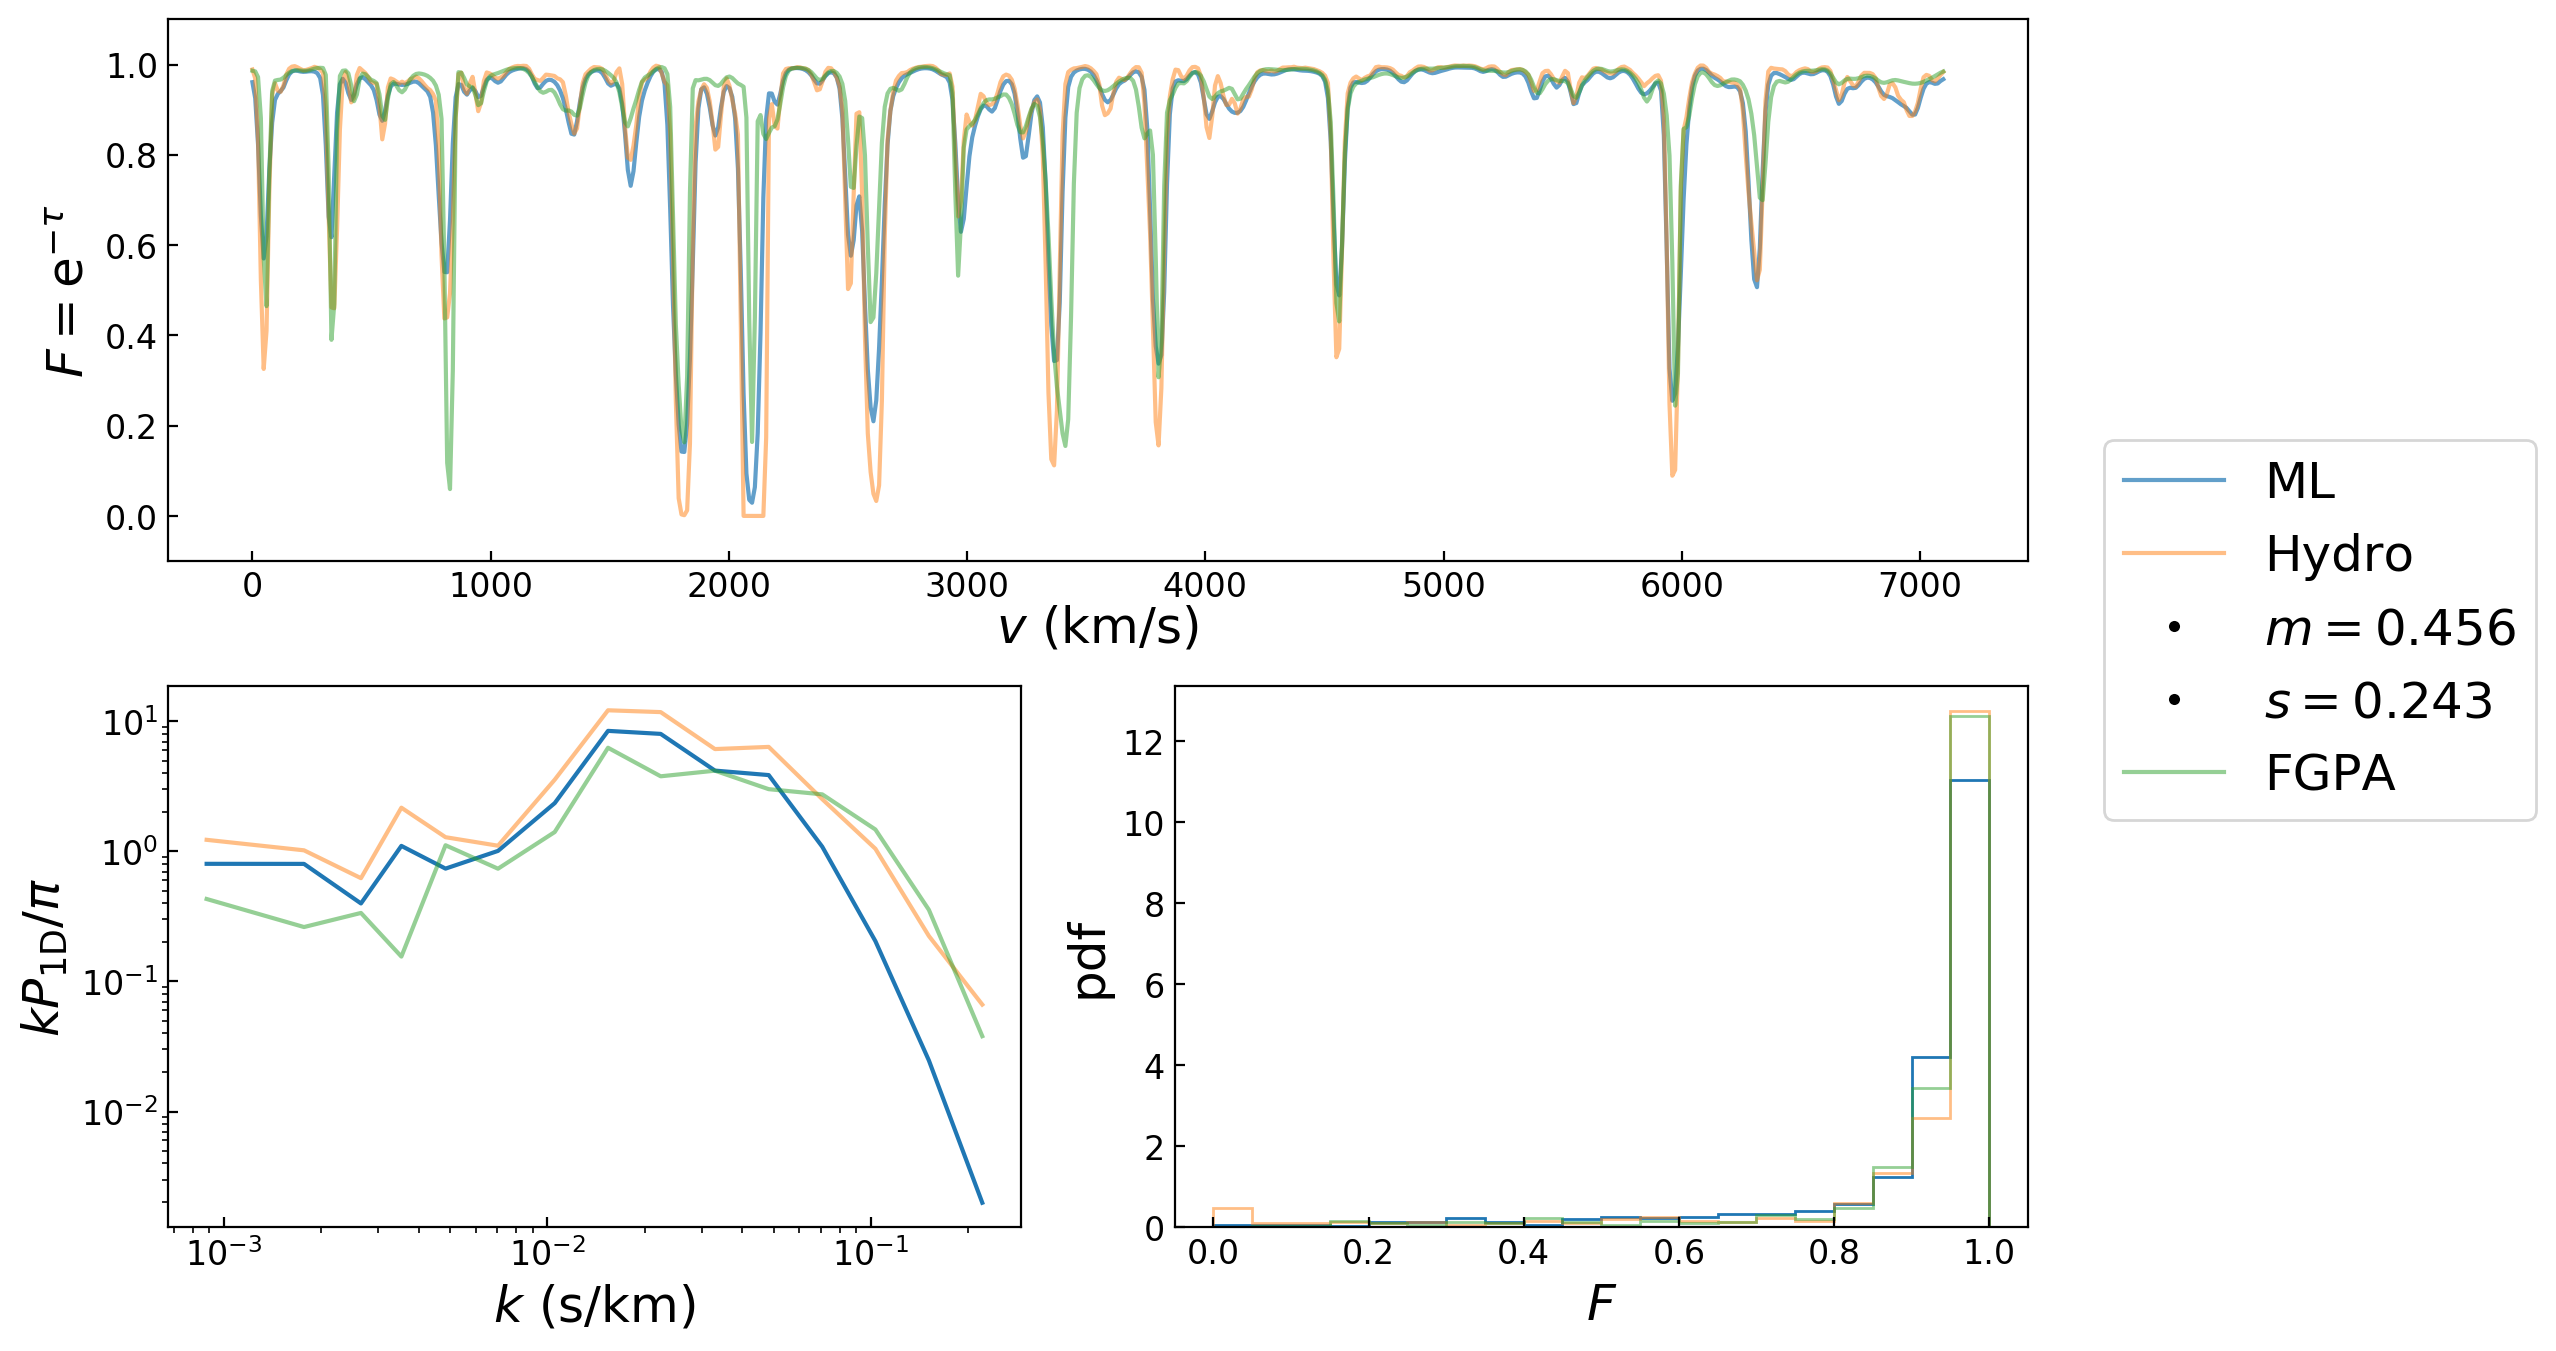 1.0
0.8
0.6
0.4
0.2
0.0
F = e^{-τ}
0 1000 2000 3000 4000 5000 6000 7000
v (km/s)
ML
Hydro
m = 0.456
s = 0.243
FGPA
10^1
10^0
10^{-1}
10^{-2}
kP_{1D}/π
10^{-3} 10^{-2} 10^{-1}
k (s/km)
12
10
8
6
4
2
0
pdf
0.0 0.2 0.4 0.6 0.8 1.0
F